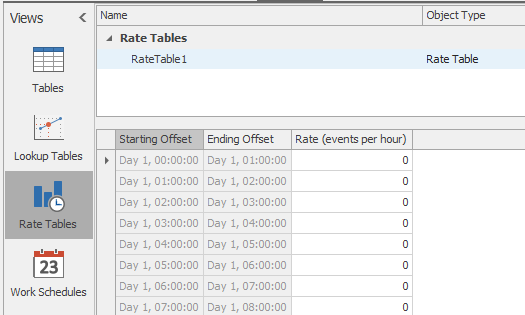 Views <
Name Object Type
Rate Tables
RateTable1 Rate Table
Tables
Lookup Tables
Rate Tables
23
Work Schedules
Starting Offset Ending Offset Rate (events per hour)
Day 1, 00:00:00 Day 1, 01:00:00 0
Day 1, 01:00:00 Day 1, 02:00:00 0
Day 1, 02:00:00 Day 1, 03:00:00 0
Day 1, 03:00:00 Day 1, 04:00:00 0
Day 1, 04:00:00 Day 1, 05:00:00 0
Day 1, 05:00:00 Day 1, 06:00:00 0
Day 1, 06:00:00 Day 1, 07:00:00 0
Day 1, 07:00:00 Day 1, 08:00:00 0